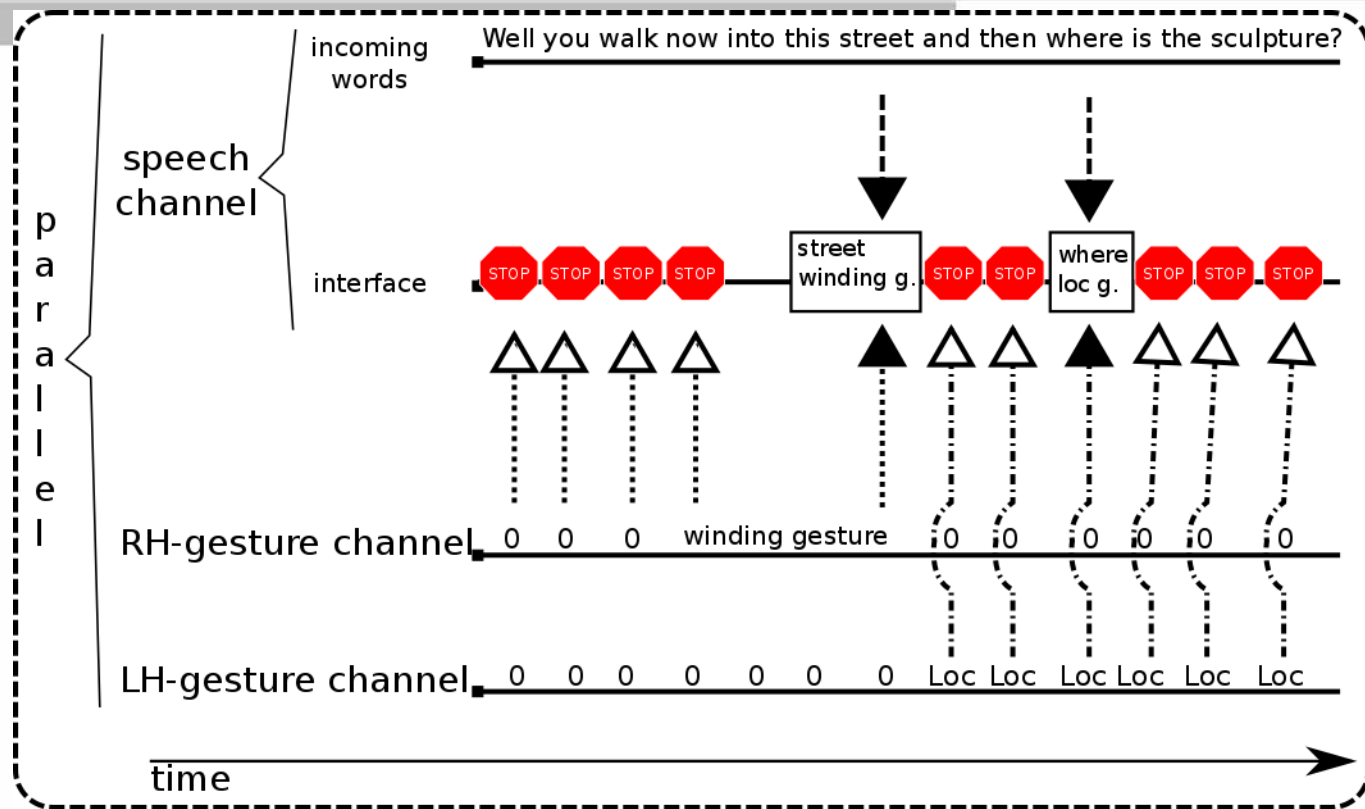 incoming
words
Well you walk now into this street and then where is the sculpture?
speech
channel
parallel
interface
STOP STOP STOP STOP
street
winding g.
STOP STOP
where
loc g.
STOP STOP STOP
RH-gesture channel 0 0 0 winding gesture 0 0 0 0 0 0
LH-gesture channel 0 0 0 0 0 0 0 Loc Loc Loc Loc Loc Loc
time